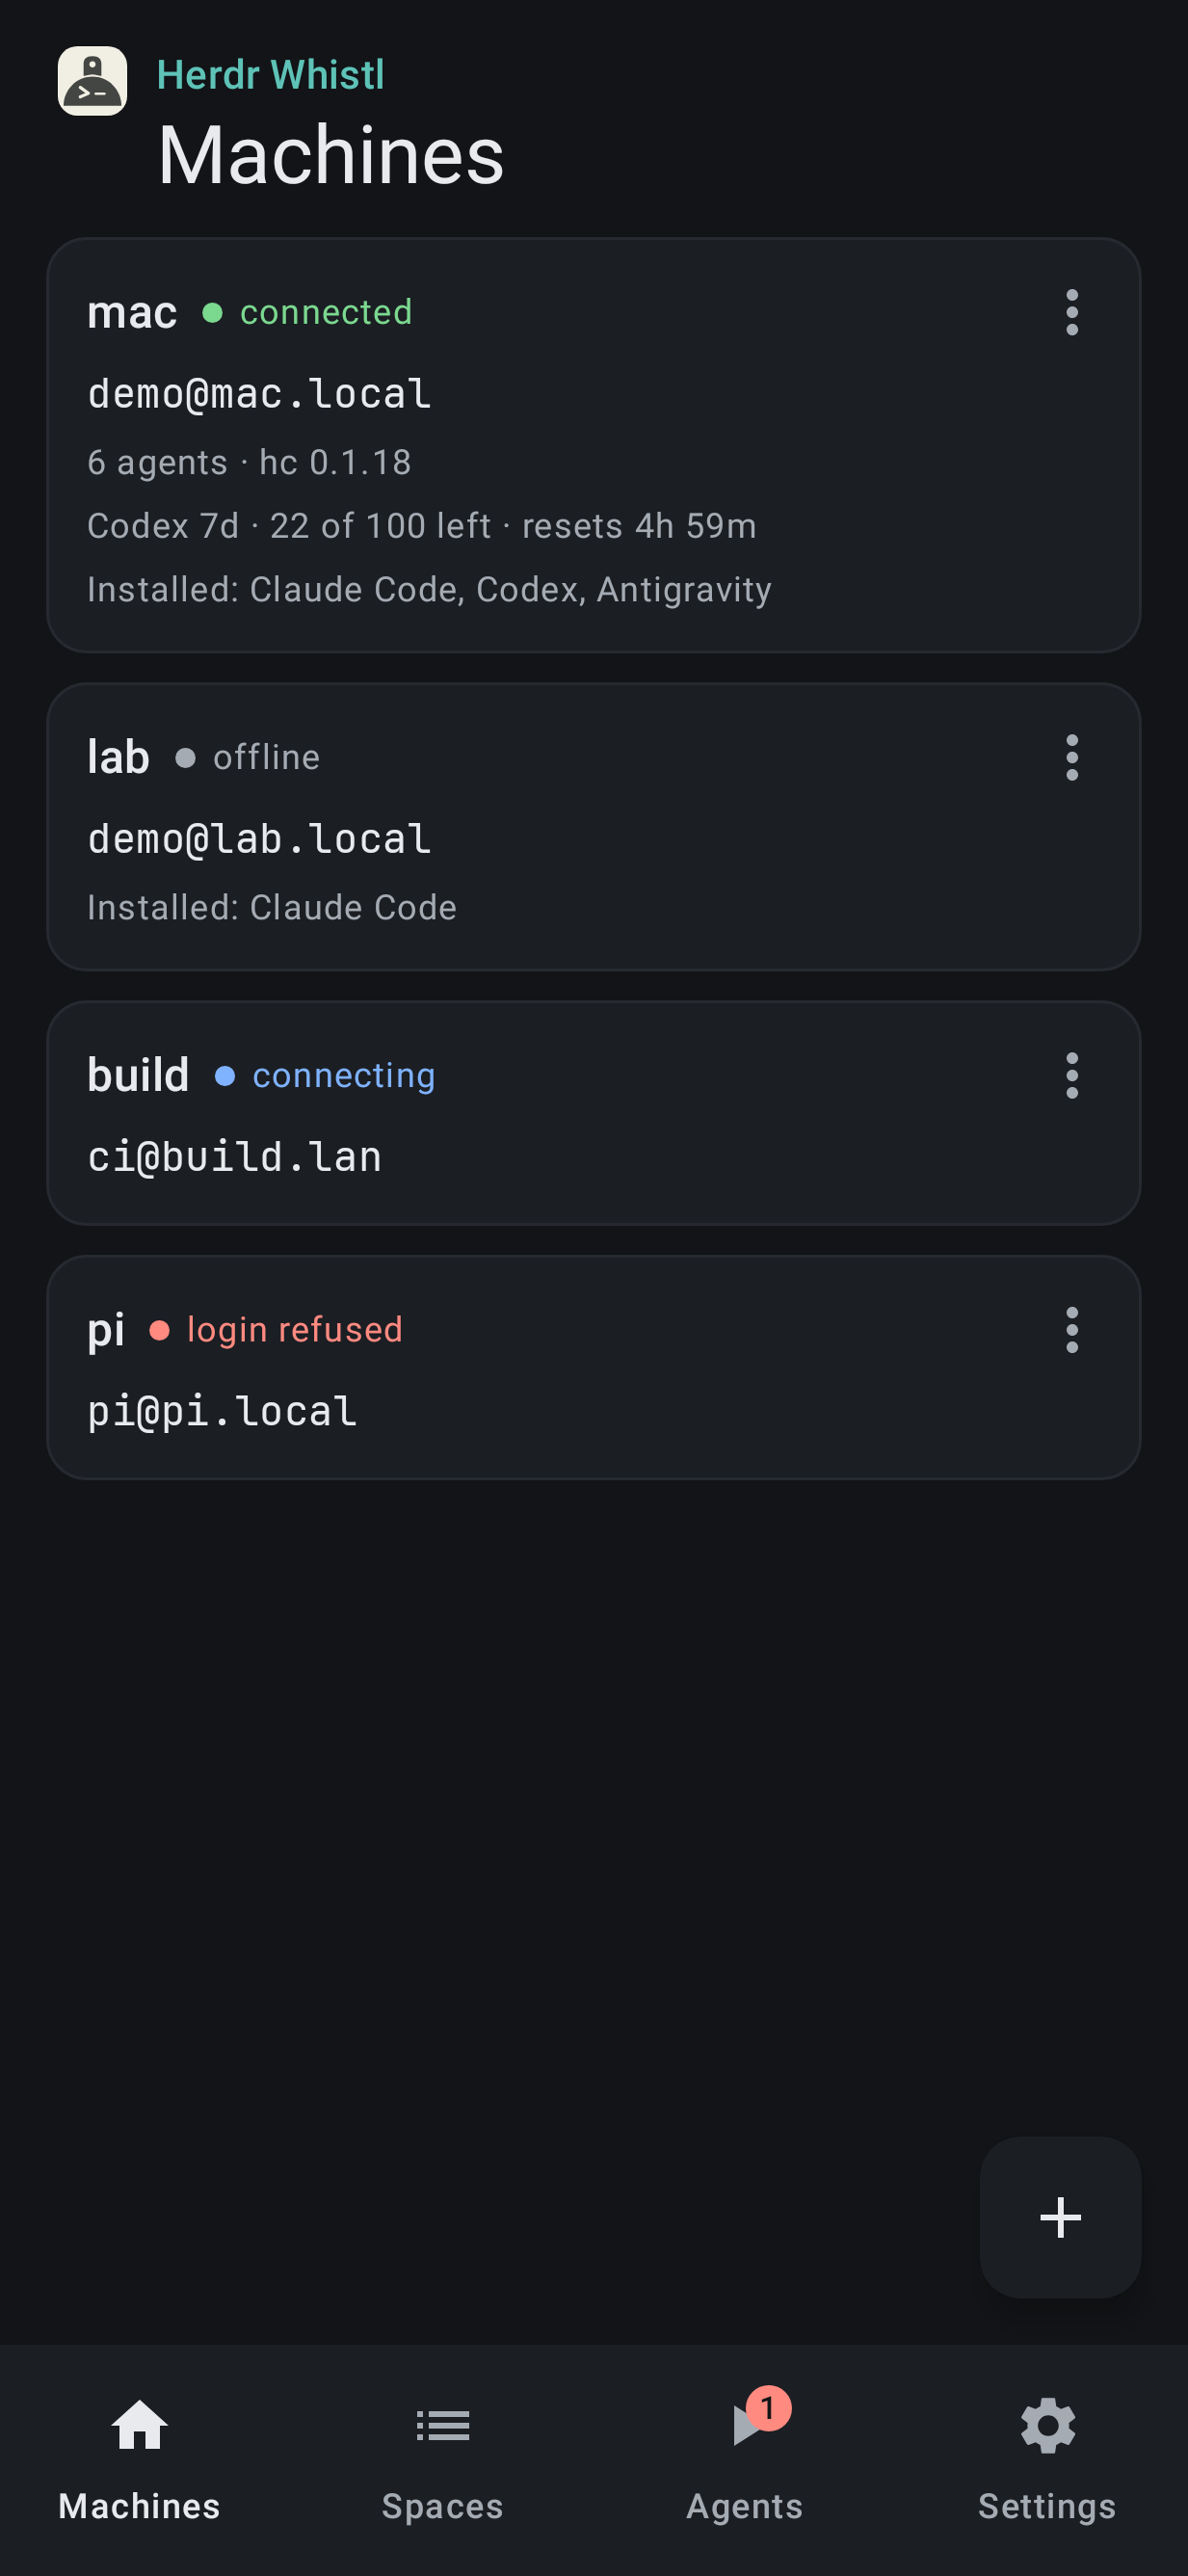 Herdr Whistl
Machines
mac connected
demo@mac.local
6 agents · hc 0.1.18
Codex 7d · 22 of 100 left · resets 4h 59m
Installed: Claude Code, Codex, Antigravity
lab offline
demo@lab.local
Installed: Claude Code
build connecting
ci@build.lan
pi login refused
pi@pi.local
1
Machines Spaces Agents Settings